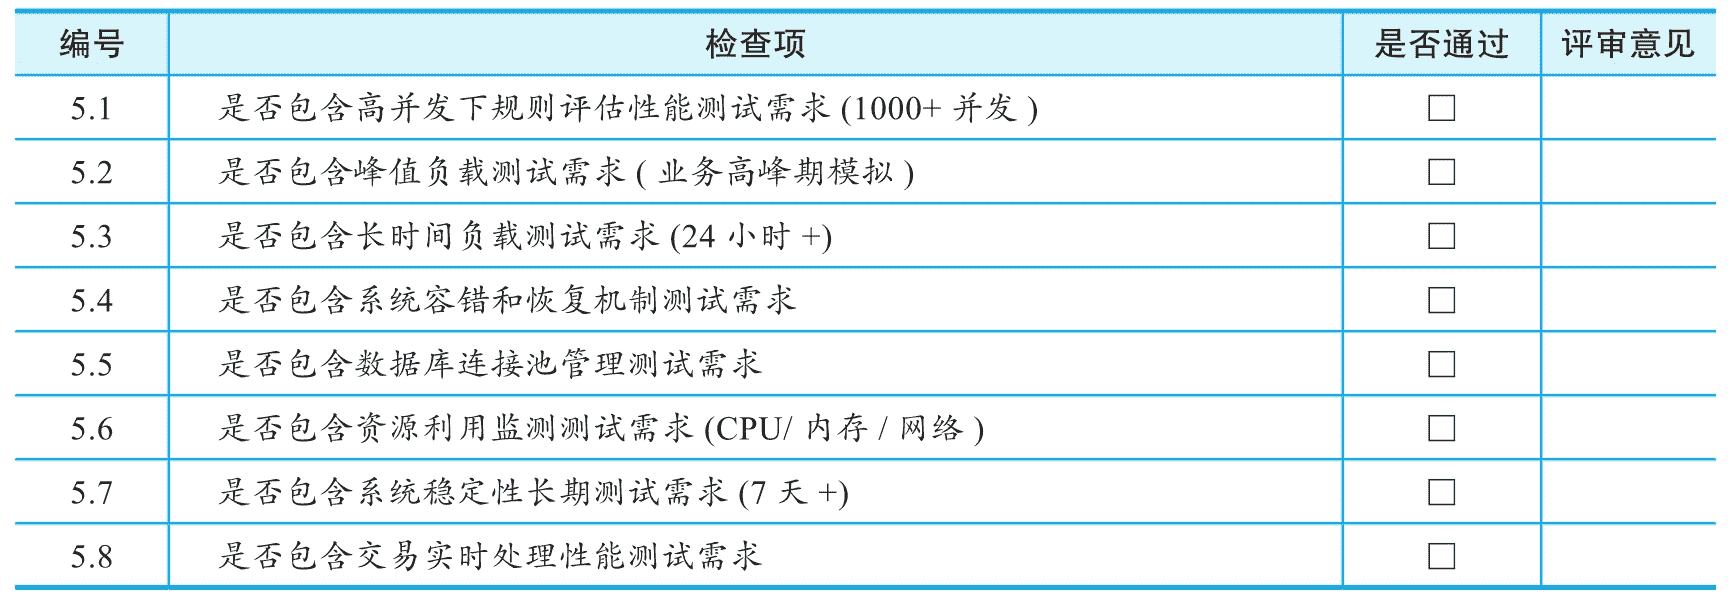 编号 检查项 是否通过 评审意见
5.1 是否包含高并发下规则评估性能测试需求 (1000+ 并发 ) □
5.2 是否包含峰值负载测试需求 ( 业务高峰期模拟 ) □
5.3 是否包含长时间负载测试需求 (24 小时 +) □
5.4 是否包含系统容错和恢复机制测试需求 □
5.5 是否包含数据库连接池管理测试需求 □
5.6 是否包含资源利用监测测试需求 (CPU/ 内存 / 网络 ) □
5.7 是否包含系统稳定性长期测试需求 (7 天 +) □
5.8 是否包含交易实时处理性能测试需求 □